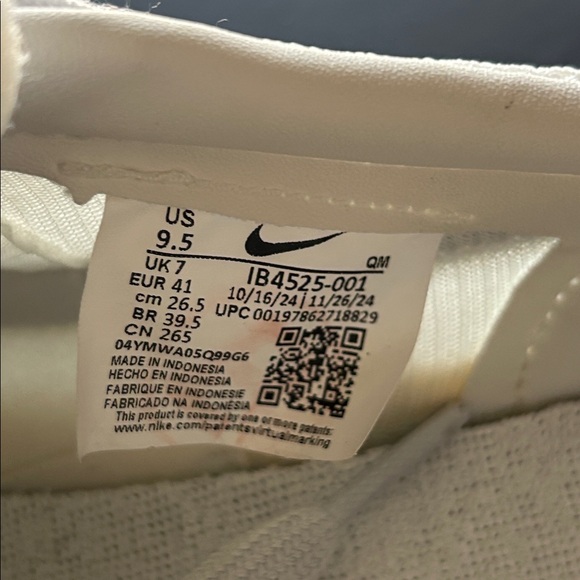 US
9.5
UK 7
EUR 41
cm 26.5
BR 39.5
CN 265
QM
IB4525-001
10/16/24 | 11/26/24
UPC 00197862718829
04YMWA05Q99G6
MADE IN INDONESIA
HECHO EN INDONESIA
FABRIQUE EN INDONESIE
FABRICADO NA INDONÉSIA
This product is covered by one or more patents:
www.nike.com/patentsvirtualmarking